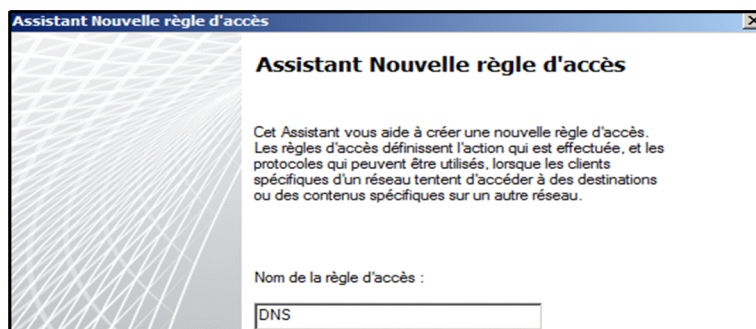 Assistant Nouvelle règle d'accès
Assistant Nouvelle règle d'accès
Cet Assistant vous aide à créer une nouvelle règle d'accès.
Les règles d'accès définissent l'action qui est effectuée, et les
protocoles qui peuvent être utilisés, lorsque les clients
spécifiques d'un réseau tentent d'accéder à des destinations
ou des contenus spécifiques sur un autre réseau.
Nom de la règle d'accès :
DNS